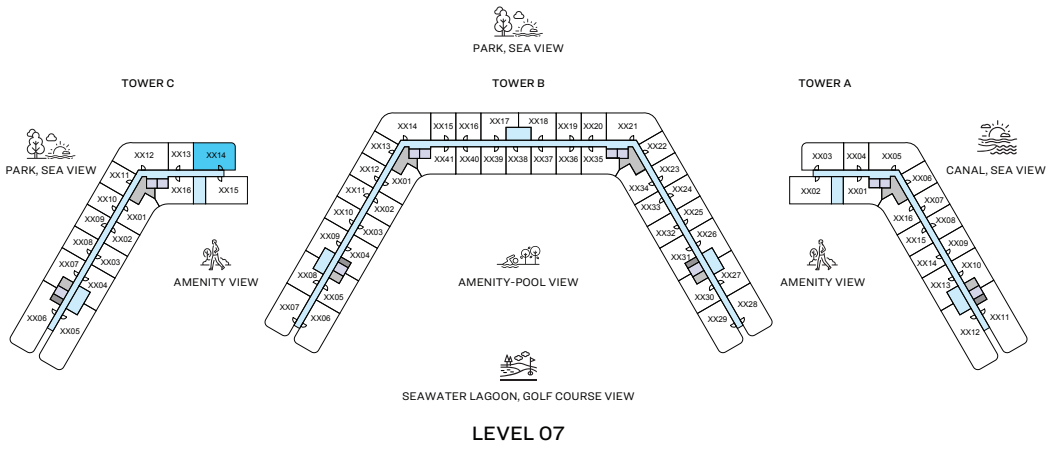 PARK, SEA VIEW
TOWER C
TOWER B
TOWER A
PARK, SEA VIEW
CANAL, SEA VIEW
XX12
XX13
XX14
XX11
XX16
XX15
XX10
XX01
XX09
XX02
XX08
XX03
XX07
XX04
XX06
XX05
XX14
XX15
XX16
XX17
XX18
XX19
XX20
XX21
XX13
XX41
XX40
XX39
XX38
XX37
XX36
XX35
XX22
XX12
XX01
XX34
XX23
XX11
XX02
XX33
XX24
XX10
XX03
XX32
XX25
XX09
XX04
XX31
XX26
XX08
XX05
XX30
XX27
XX07
XX06
XX29
XX28
XX03
XX04
XX05
XX02
XX01
XX06
XX16
XX07
XX15
XX08
XX14
XX09
XX13
XX10
XX12
XX11
AMENITY VIEW
AMENITY-POOL VIEW
AMENITY VIEW
SEAWATER LAGOON, GOLF COURSE VIEW
LEVEL 07